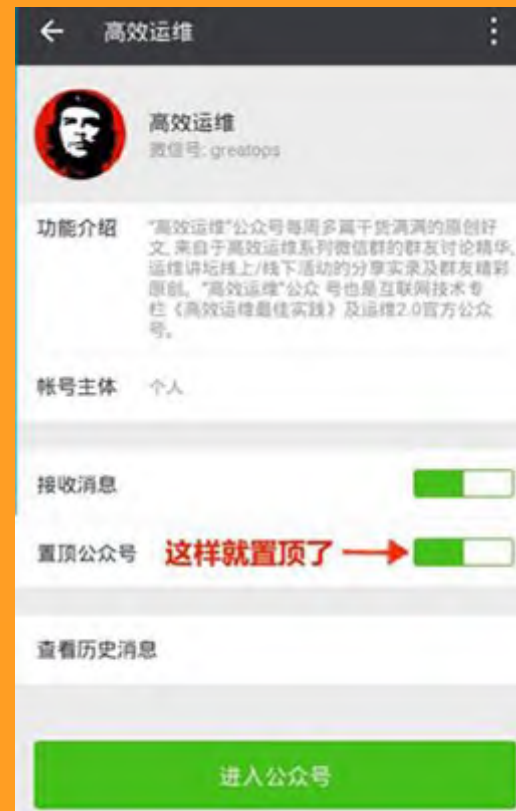 高效运维
高效运维
微信号: greatops
功能介绍
"高效运维"公众号每周多篇干货满满的原创好
文,来自于高效运维系列微信群的群友讨论精华,
运维讲坛线上/线下活动的分享实录及群友精彩
原创。"高效运维"公众 号也是互联网技术专
栏《高效运维最佳实践》及运维2.0官方公众
号。
帐号主体 个人
接收消息
置顶公众号 这样就置顶了
查看历史消息
进入公众号